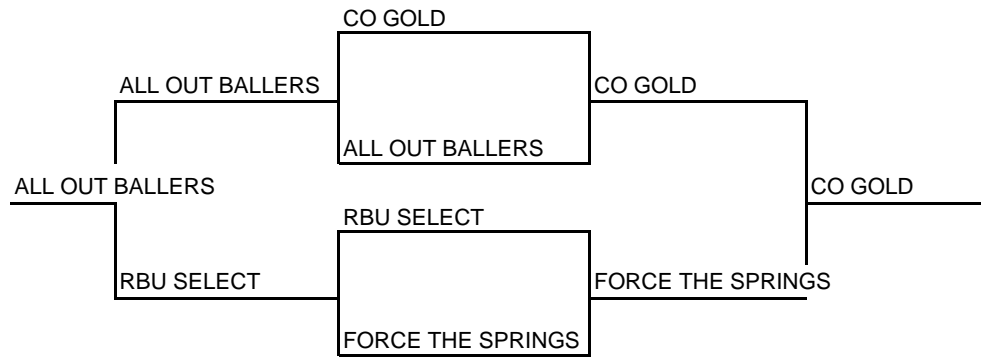 CO GOLD
ALL OUT BALLERS
CO GOLD
ALL OUT BALLERS
ALL OUT BALLERS
CO GOLD
RBU SELECT
RBU SELECT
FORCE THE SPRINGS
FORCE THE SPRINGS